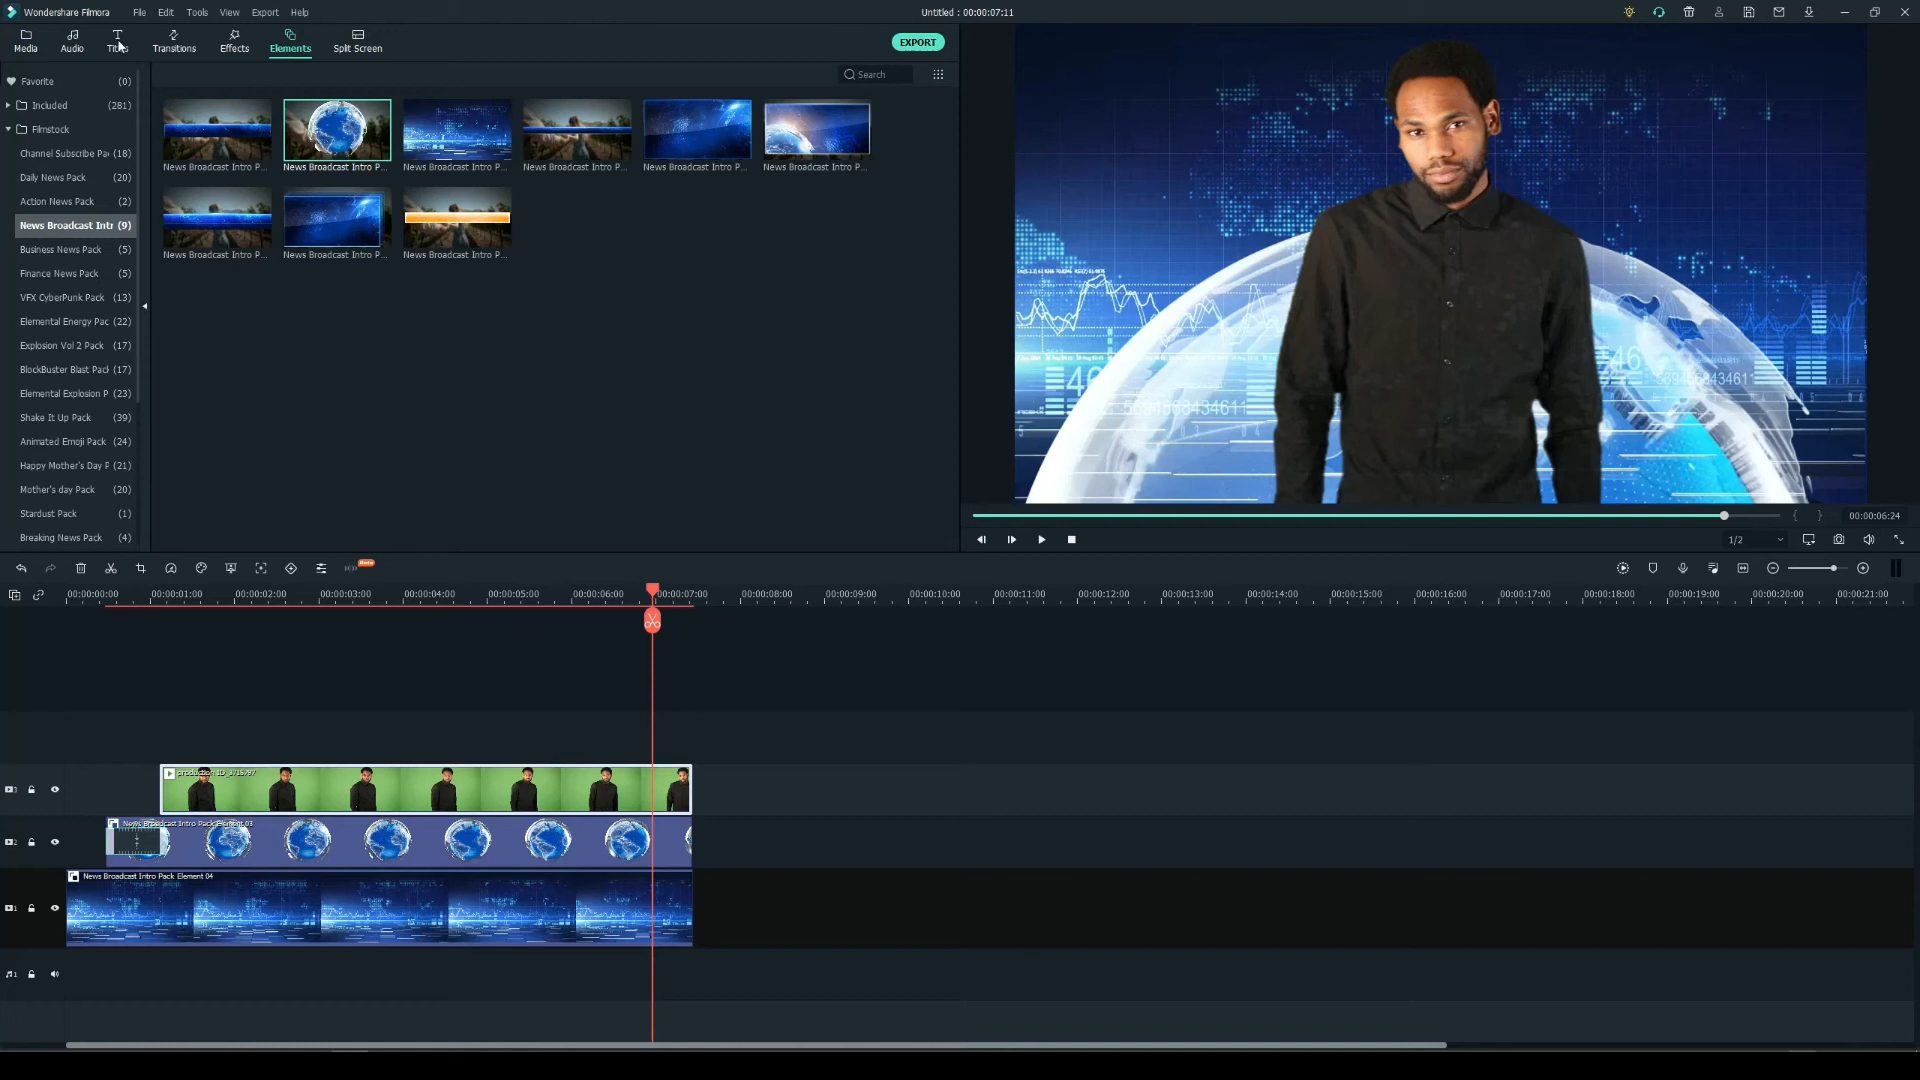 Wondershare Filmora File Edit Tools View Export Help Untitled : 00:00:07:11
Media Audio Titles Transitions Effects Elements Split Screen EXPORT
Search
Favorite (0)
Included (281)
Filmstock
Channel Subscribe Pa (18)
Daily News Pack (20)
Action News Pack (2)
News Broadcast Intr (9)
Business News Pack (5)
Finance News Pack (5)
VFX CyberPunk Pack (13)
Elemental Energy Pac (22)
Explosion Vol 2 Pack (17)
BlockBuster Blast Pack (17)
Elemental Explosion P (23)
Shake It Up Pack (39)
Animated Emoji Pack (24)
Happy Mother's Day P (21)
Mother's day Pack (20)
Stardust Pack (1)
Breaking News Pack (4)
News Broadcast Intro P... News Broadcast Intro P... News Broadcast Intro P... News Broadcast Intro P... News Broadcast Intro P... News Broadcast Intro P...
News Broadcast Intro P... News Broadcast Intro P... News Broadcast Intro P...
46
5694568434611
46
5694568434611
{ } 00:00:06:24
1/2
Beta
00:00:00:00 00:00:01:00 00:00:02:00 00:00:03:00 00:00:04:00 00:00:05:00 00:00:06:00 00:00:07:00 00:00:08:00 00:00:09:00 00:00:10:00 00:00:11:00 00:00:12:00 00:00:13:00 00:00:14:00 00:00:15:00 00:00:16:00 00:00:17:00 00:00:18:00 00:00:19:00 00:00:20:00 00:00:21:00
production ID_3715797
3
News Broadcast Intro Pack Element 03
2
News Broadcast Intro Pack Element 04
1
1